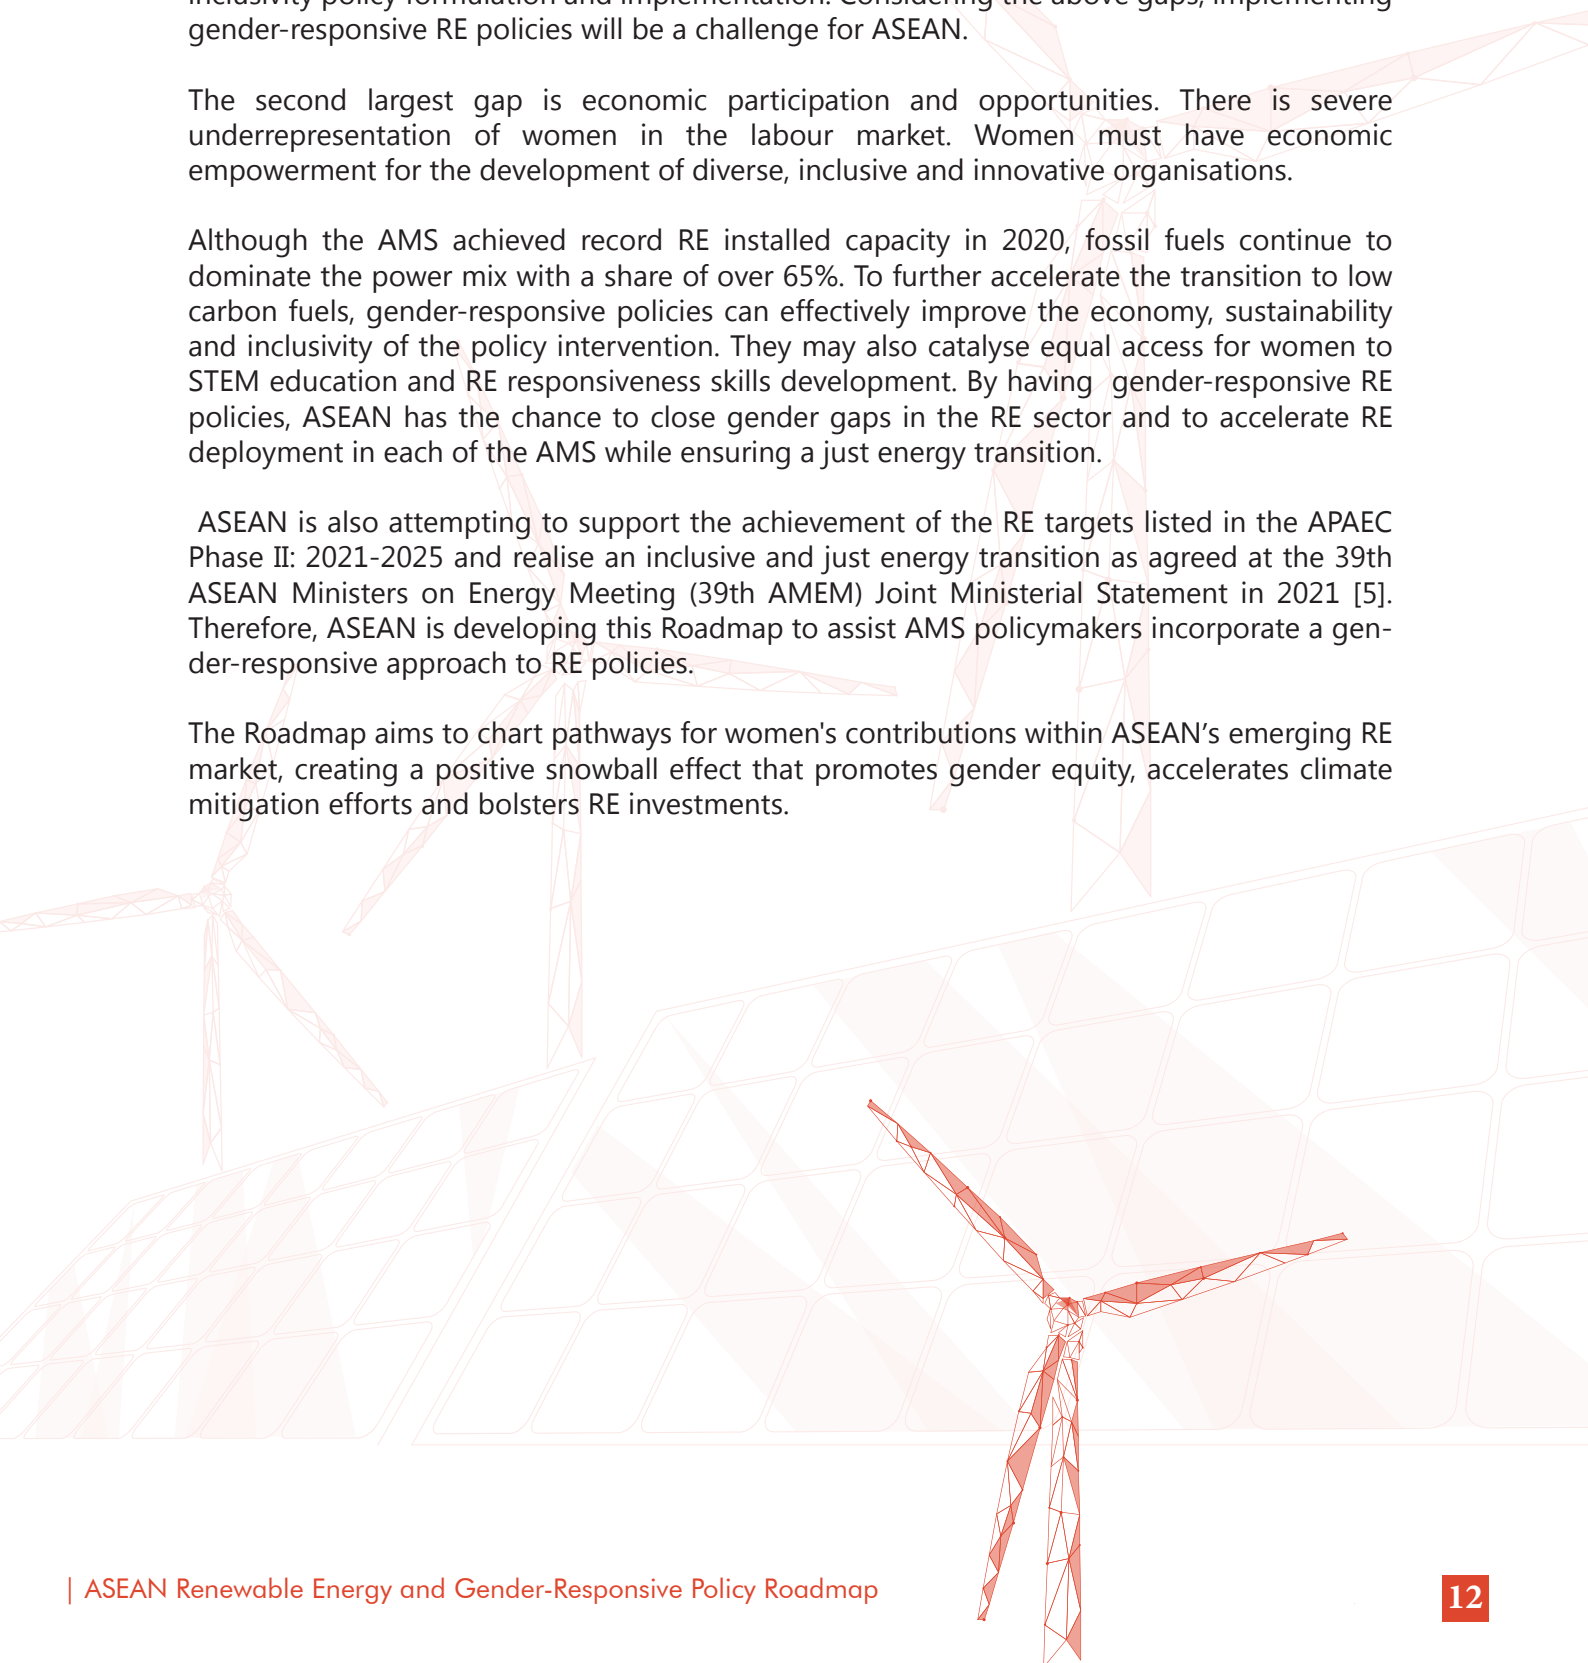 inclusivity policy formulation and implementation. Considering the above gaps, implementing
gender-responsive RE policies will be a challenge for ASEAN.
The second largest gap is economic participation and opportunities. There is severe
underrepresentation of women in the labour market. Women must have economic
empowerment for the development of diverse, inclusive and innovative organisations.
Although the AMS achieved record RE installed capacity in 2020, fossil fuels continue to
dominate the power mix with a share of over 65%. To further accelerate the transition to low
carbon fuels, gender-responsive policies can effectively improve the economy, sustainability
and inclusivity of the policy intervention. They may also catalyse equal access for women to
STEM education and RE responsiveness skills development. By having gender-responsive RE
policies, ASEAN has the chance to close gender gaps in the RE sector and to accelerate RE
deployment in each of the AMS while ensuring a just energy transition.
ASEAN is also attempting to support the achievement of the RE targets listed in the APAEC
Phase II: 2021-2025 and realise an inclusive and just energy transition as agreed at the 39th
ASEAN Ministers on Energy Meeting (39th AMEM) Joint Ministerial Statement in 2021 [5].
Therefore, ASEAN is developing this Roadmap to assist AMS policymakers incorporate a gen-
der-responsive approach to RE policies.
The Roadmap aims to chart pathways for women's contributions within ASEAN’s emerging RE
market, creating a positive snowball effect that promotes gender equity, accelerates climate
mitigation efforts and bolsters RE investments.
| ASEAN Renewable Energy and Gender-Responsive Policy Roadmap
12